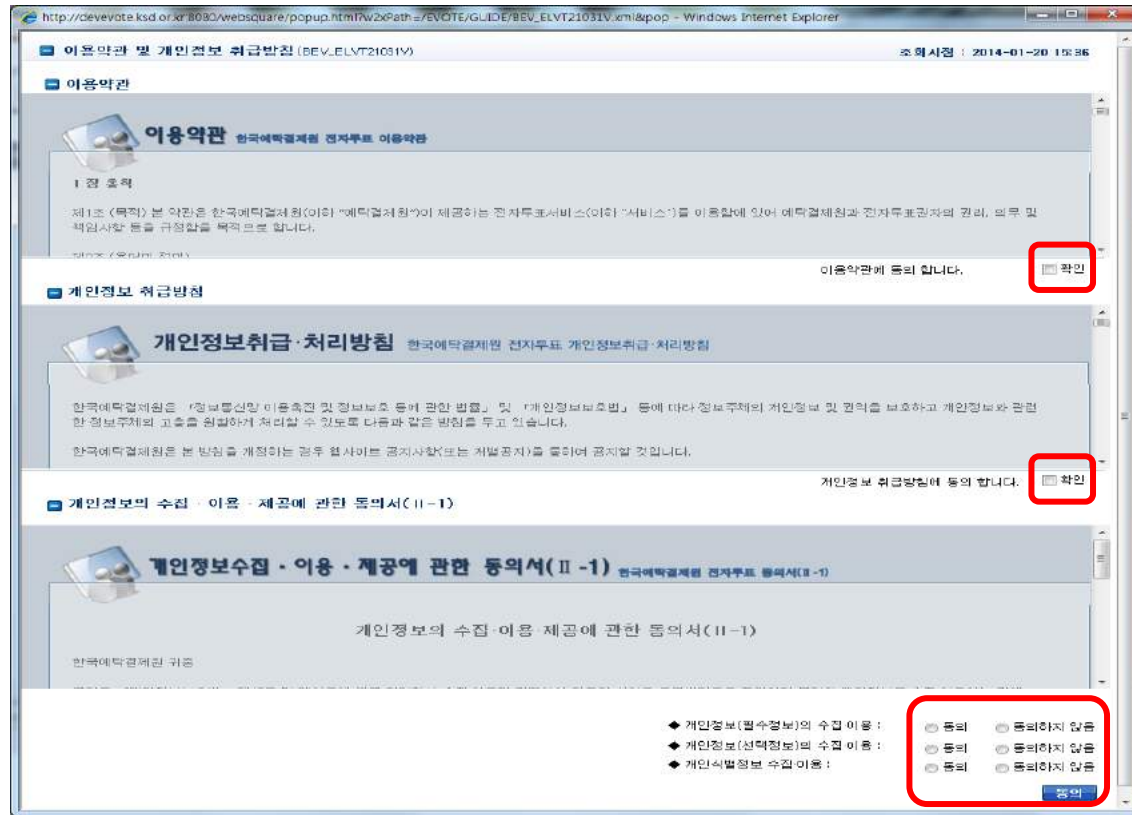 http://devevote.ksd.or.kr:8080/websquare/popup.html?w2xPath=/EVOTE/GUIDE/BEV_ELVT21031V.xml&pop - Windows Internet Explorer
이용약관 및 개인정보 취급방침(BEV_ELVT21031V)
조회시점 : 2014-01-20 15:36
이용약관
이용약관 한국예탁결제원 전자투표 이용약관
1 장 총칙
제1조 (목적) 본 약관은 한국예탁결제원(이하 "예탁결제원")이 제공하는 전자투표서비스(이하 "서비스")를 이용함에 있어 예탁결제원과 전자투표권자의 권리, 의무 및
책임사항 등을 규정함을 목적으로 합니다.
이용약관에 동의 합니다.
확인
개인정보 취급방침
개인정보취급·처리방침 한국예탁결제원 전자투표 개인정보취급·처리방침
한국예탁결제원은 「정보통신망 이용촉진 및 정보보호 등에 관한 법률」 및 「개인정보보호법」 등에 따라 정보주체의 개인정보 및 권익을 보호하고 개인정보와 관련
한 정보주체의 고충을 원활하게 처리할 수 있도록 다음과 같은 방침을 두고 있습니다.
한국예탁결제원은 본 방침을 개정하는 경우 웹사이트 공지사항(또는 개별공지)을 통하여 공지할 것입니다.
개인정보 취급방침에 동의 합니다.
확인
개인정보의 수집·이용·제공에 관한 동의서(II-1)
개인정보수집·이용·제공에 관한 동의서(II-1) 한국예탁결제원 전자투표 동의서(II-1)
개인정보의 수집·이용·제공에 관한 동의서(II-1)
한국예탁결제원 귀중
◆ 개인정보(필수정보)의 수집 이용 : 동의 동의하지 않음
◆ 개인정보(선택정보)의 수집 이용 : 동의 동의하지 않음
◆ 개인식별정보 수집·이용 : 동의 동의하지 않음
동의